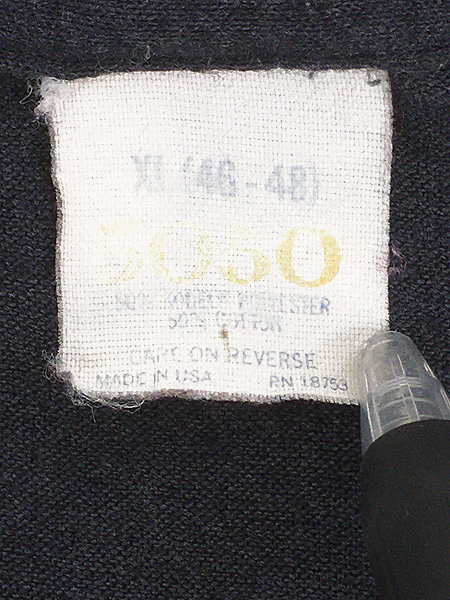 XL (46-48)
5050
50% KODEL® POLYESTER
50% COTTON
CARE ON REVERSE
MADE IN USA RN 18753